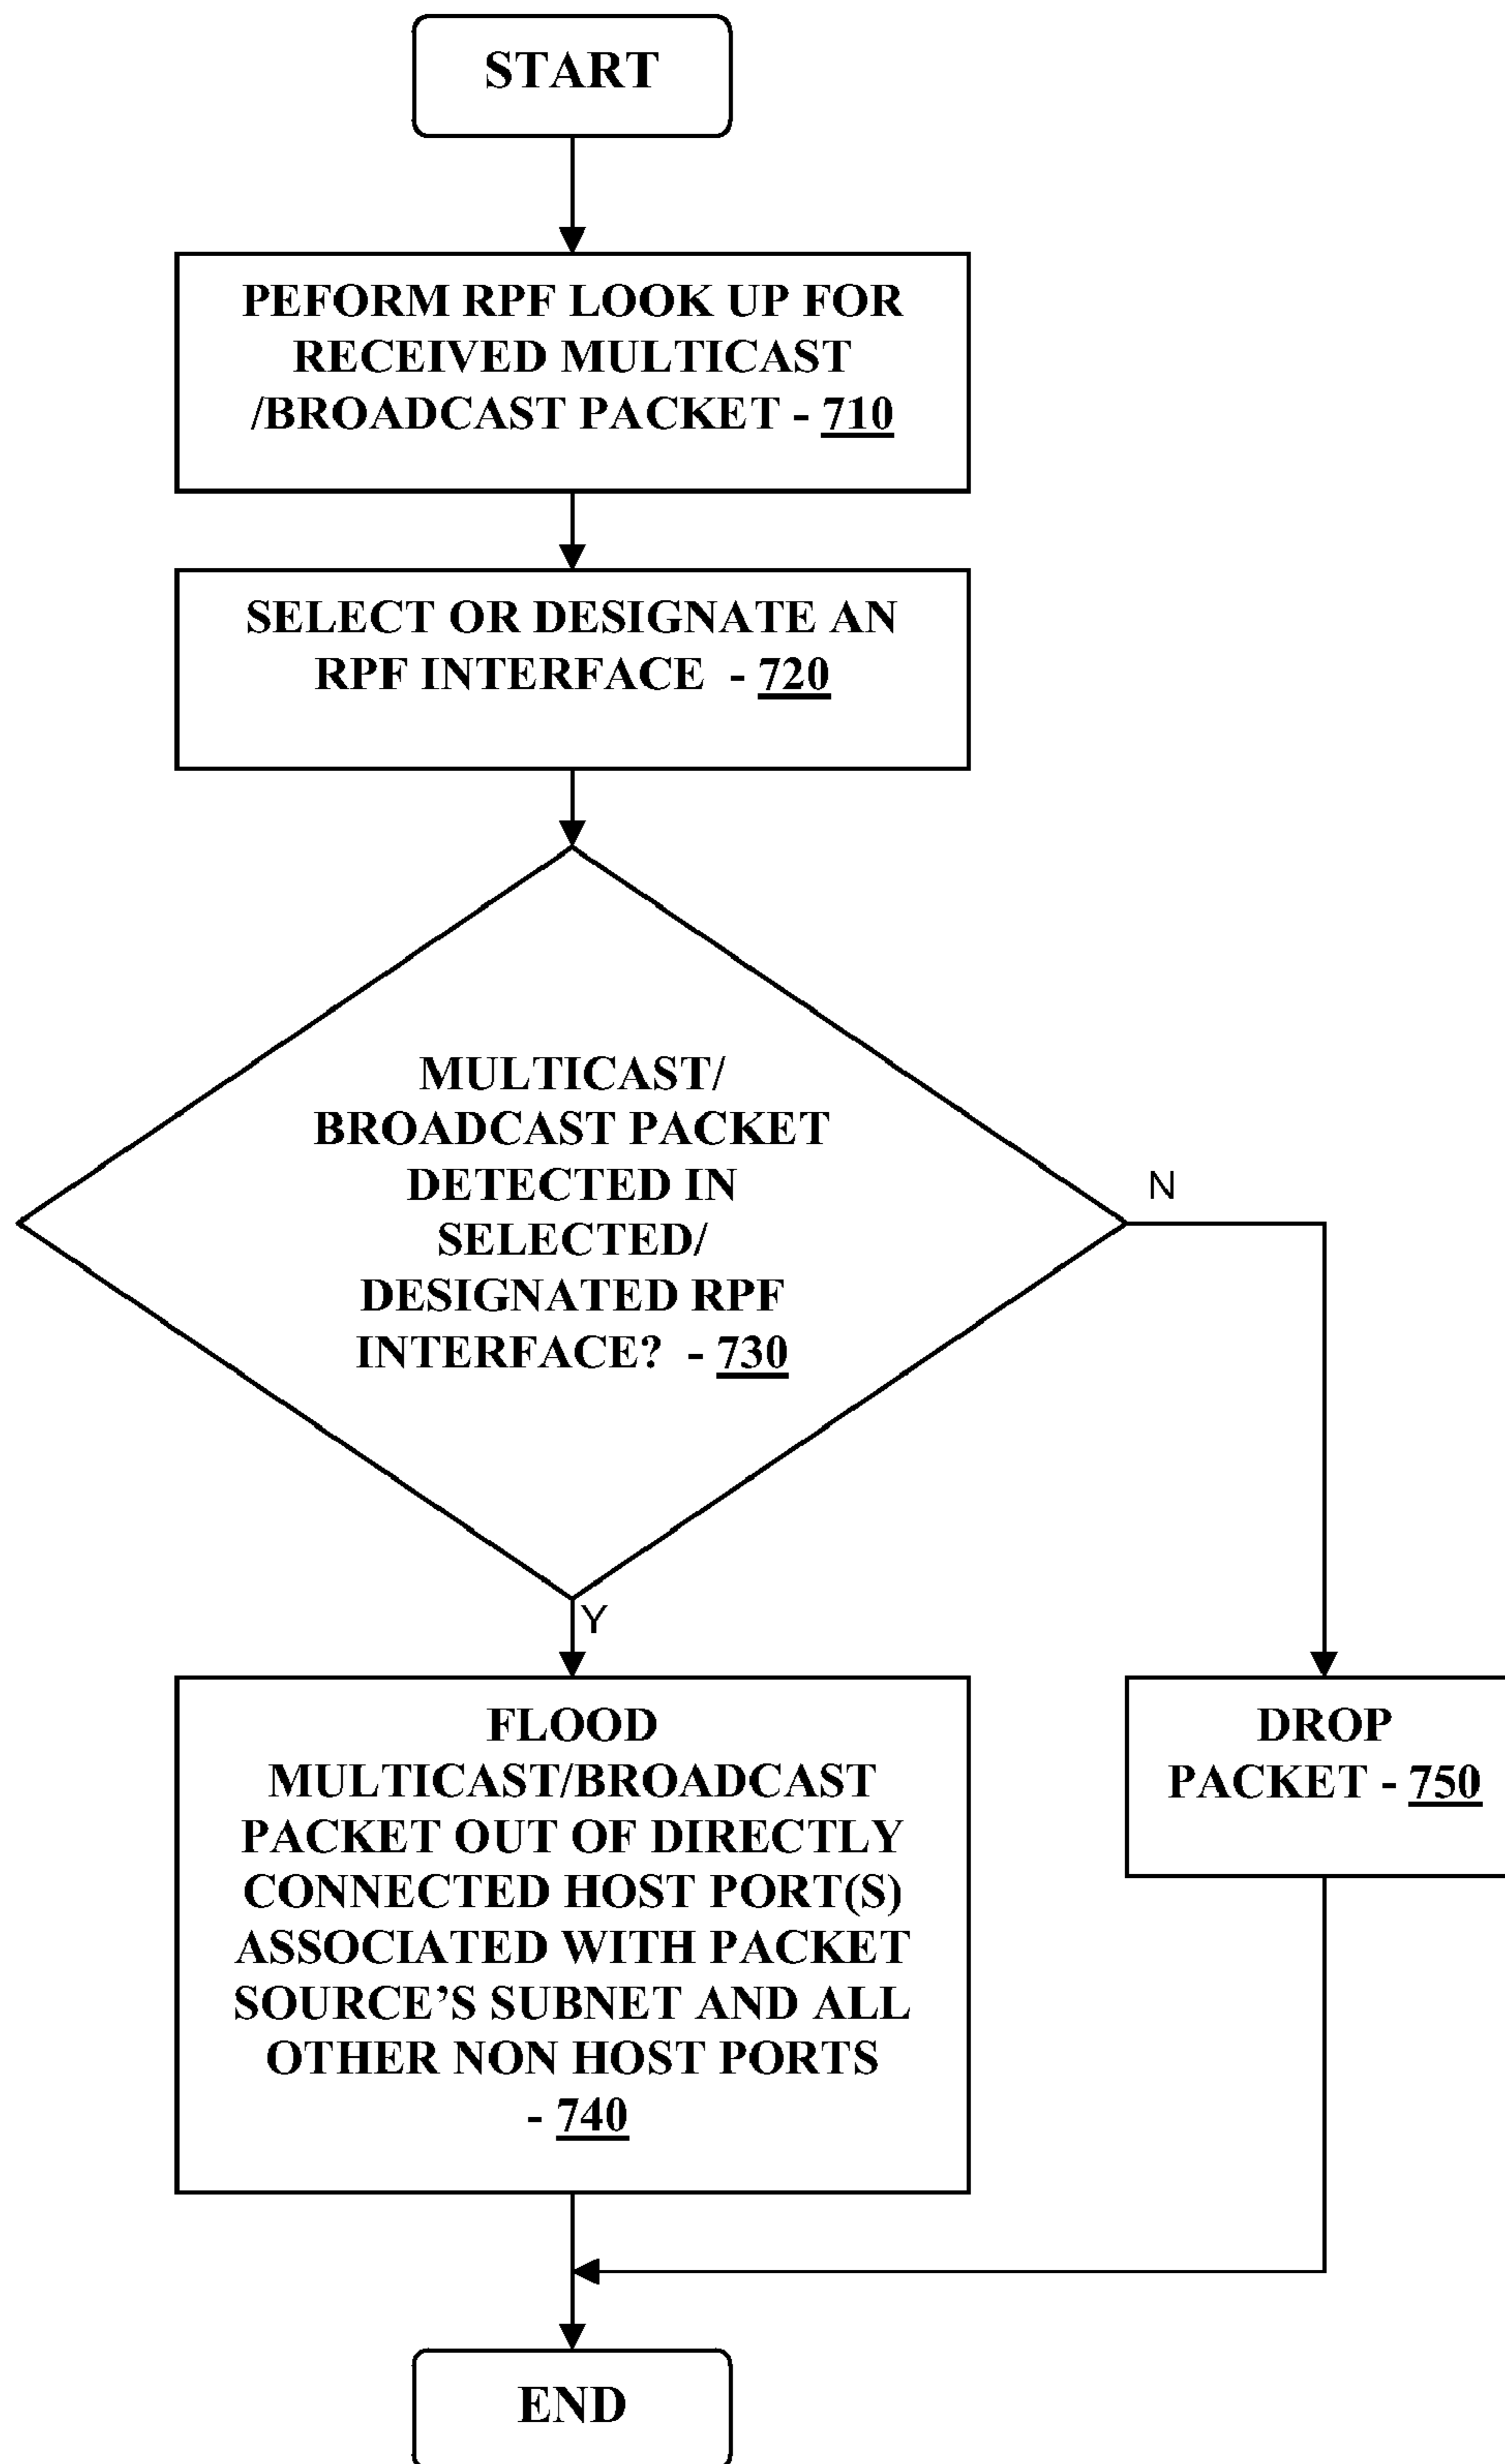 START
PEFORM RPF LOOK UP FOR
RECEIVED MULTICAST
/BROADCAST PACKET - 710
SELECT OR DESIGNATE AN
RPF INTERFACE - 720
MULTICAST/
BROADCAST PACKET
DETECTED IN
SELECTED/
DESIGNATED RPF
INTERFACE? - 730
N
Y
FLOOD
MULTICAST/BROADCAST
PACKET OUT OF DIRECTLY
CONNECTED HOST PORT(S)
ASSOCIATED WITH PACKET
SOURCE'S SUBNET AND ALL
OTHER NON HOST PORTS
- 740
DROP
PACKET - 750
END